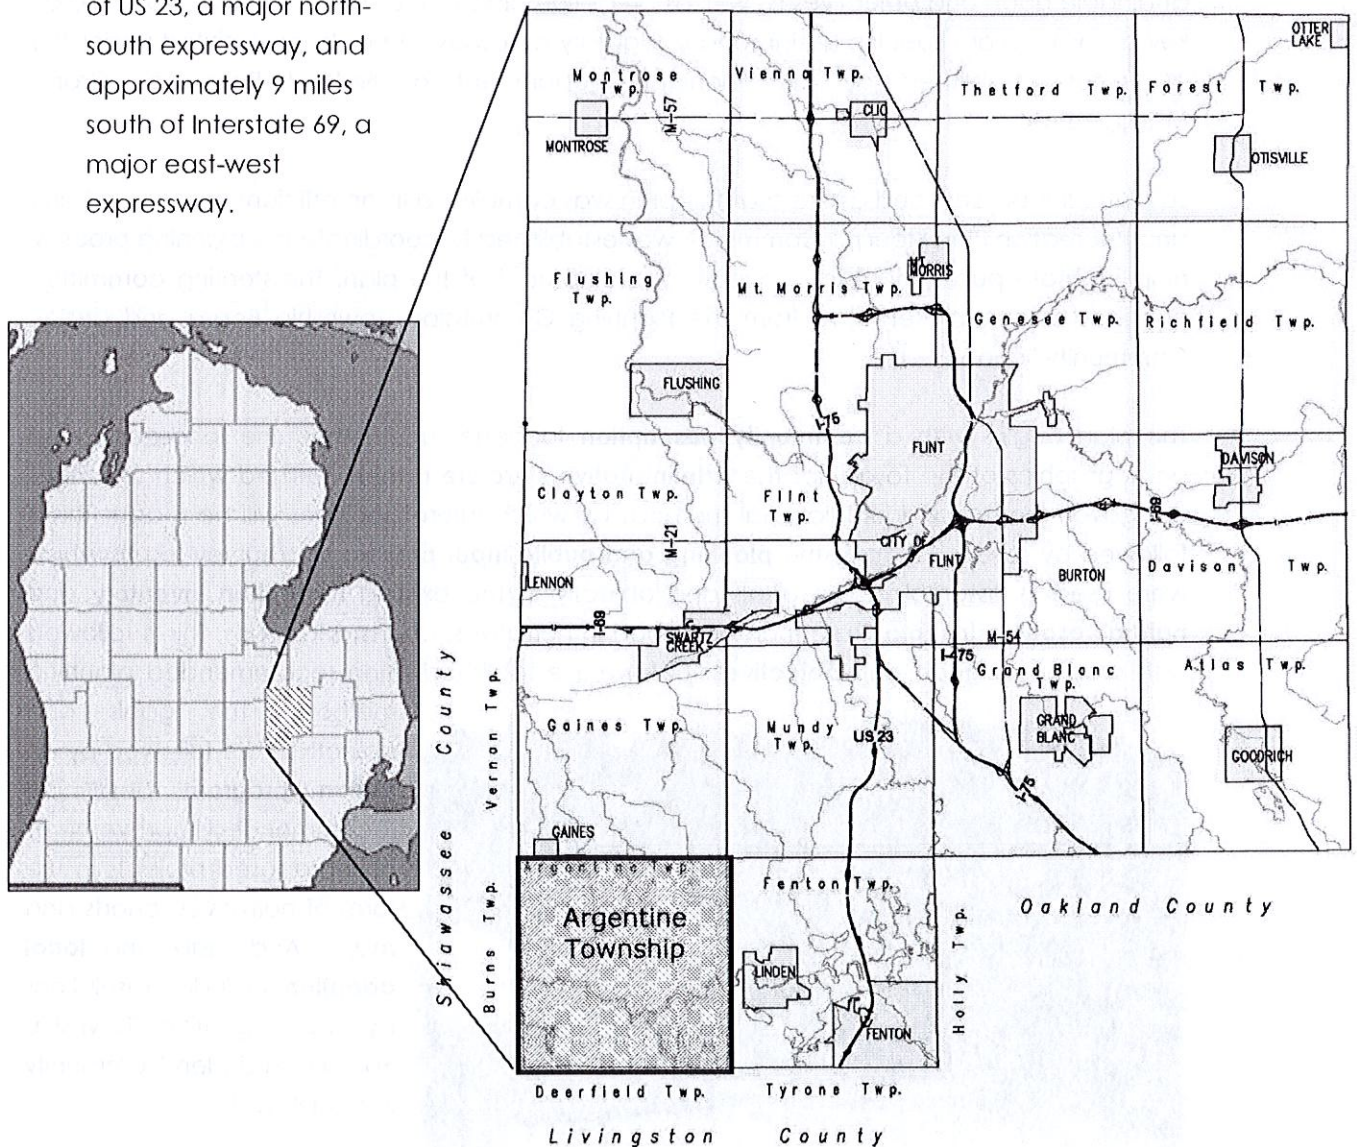 of US 23, a major north-
south expressway, and
approximately 9 miles
south of Interstate 69, a
major east-west
expressway.
OTTER
LAKE
Montrose
Twp.
Vienna Twp.
Thetford Twp.
Forest Twp.
M-57
CLIO
MONTROSE
OTISVILLE
Flushing
Twp.
Mt. Morris Twp.
MT.
MORRIS
Genesee Twp.
Richfield Twp.
FLUSHING
I-75
FLINT
DAVISON
Clayton Twp.
Flint
Twp.
M-21
I-69
CITY OF
FLINT
LENNON
BURTON
Davison Twp.
I-69
SWARTZ
CREEK
M-54
I-475
Grand Blanc
Twp.
Atlas Twp.
Gaines Twp.
Mundy
Twp.
US 23
GRAND
BLANC
GOODRICH
I-75
Shiawassee County
Vernon Twp.
Burns Twp.
GAINES
Argentine Twp
Argentine
Township
Fenton Twp.
LINDEN
FENTON
Holly Twp.
Oakland County
Deerfield Twp.
Tyrone Twp.
Livingston County